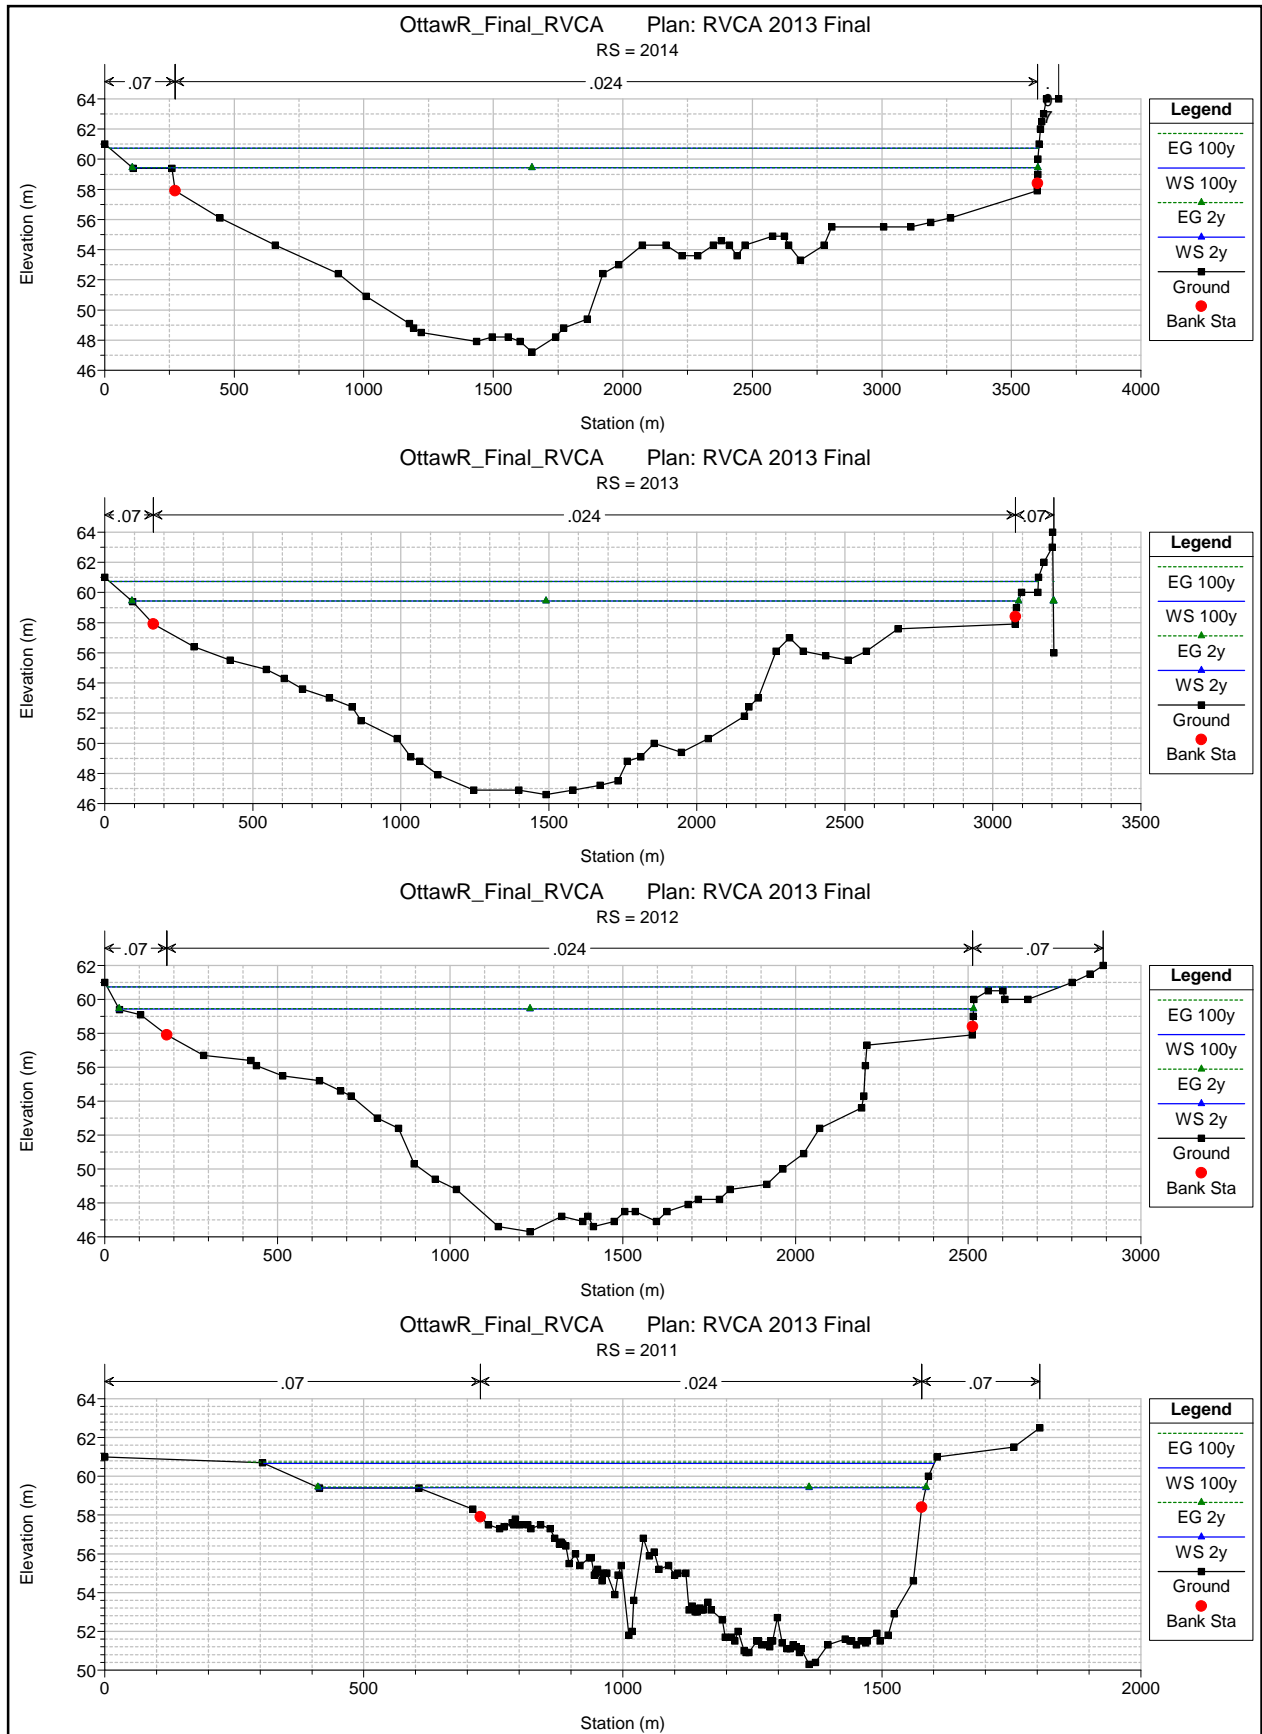 OttawR_Final_RVCA Plan: RVCA 2013 Final
RS = 2014
.07 .024 .07
64
62
60
58
56
54
52
50
48
46
0 500 1000 1500 2000 2500 3000 3500 4000
Station (m)
Elevation (m)
Legend
EG 100y
WS 100y
EG 2y
WS 2y
Ground
Bank Sta
OttawR_Final_RVCA Plan: RVCA 2013 Final
RS = 2013
.07 .024 .07
64
62
60
58
56
54
52
50
48
46
0 500 1000 1500 2000 2500 3000 3500
Station (m)
Elevation (m)
Legend
EG 100y
WS 100y
EG 2y
WS 2y
Ground
Bank Sta
OttawR_Final_RVCA Plan: RVCA 2013 Final
RS = 2012
.07 .024 .07
62
60
58
56
54
52
50
48
46
0 500 1000 1500 2000 2500 3000
Station (m)
Elevation (m)
Legend
EG 100y
WS 100y
EG 2y
WS 2y
Ground
Bank Sta
OttawR_Final_RVCA Plan: RVCA 2013 Final
RS = 2011
.07 .024 .07
64
62
60
58
56
54
52
50
0 500 1000 1500 2000
Station (m)
Elevation (m)
Legend
EG 100y
WS 100y
EG 2y
WS 2y
Ground
Bank Sta